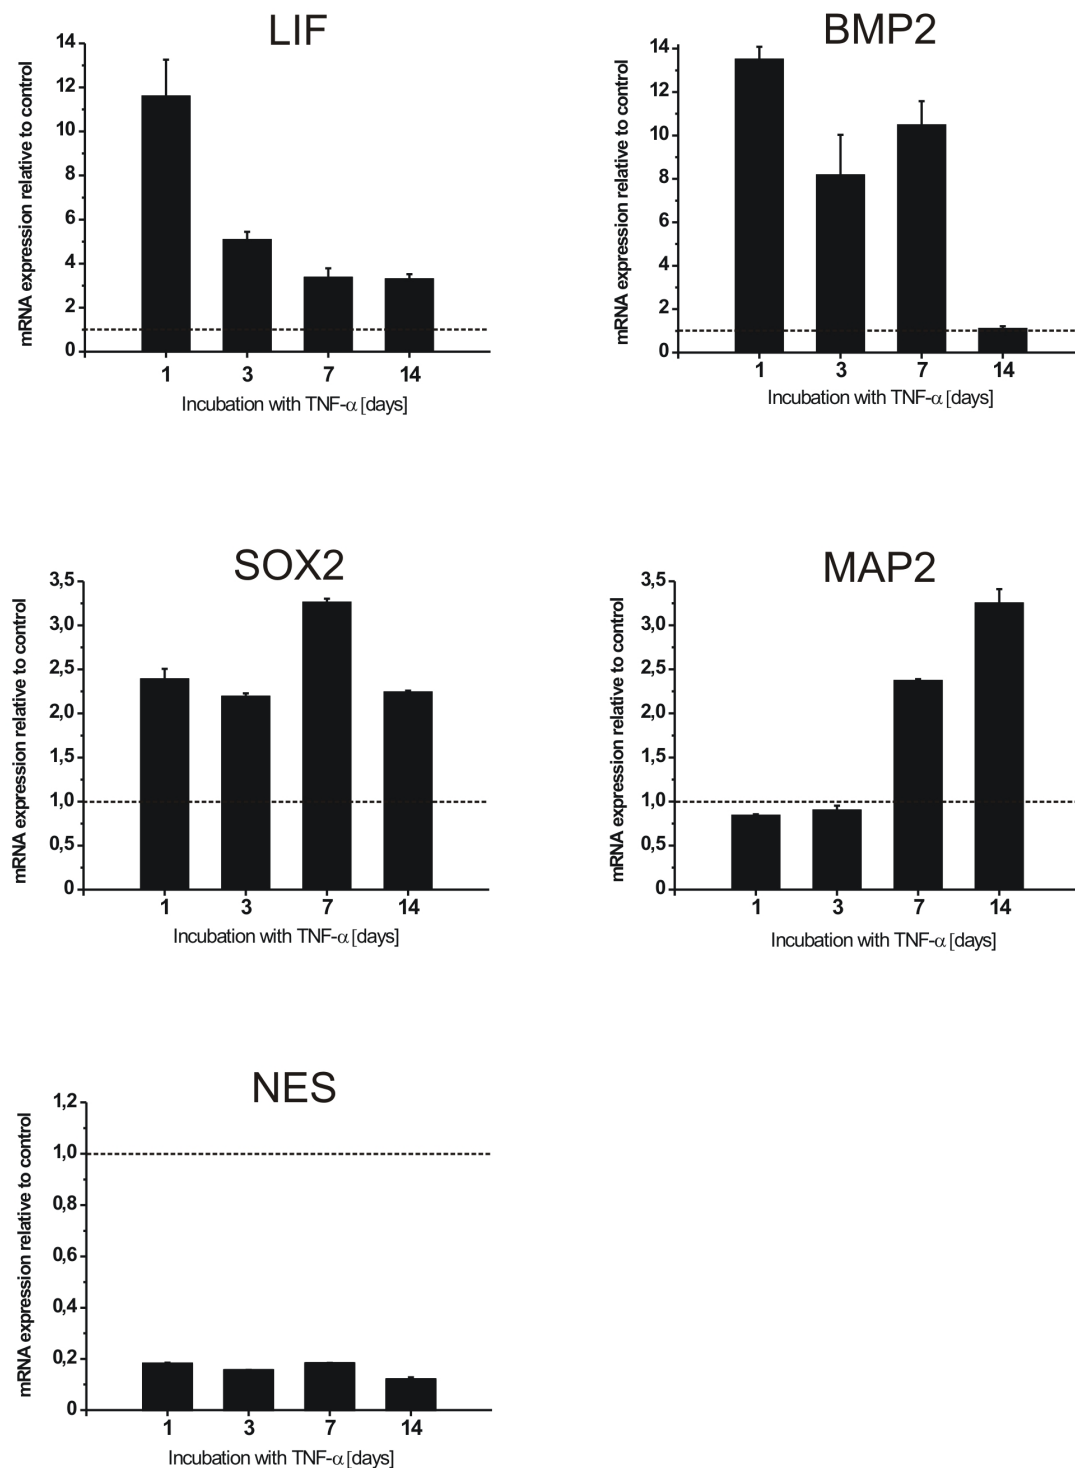 LIF
mRNA expression relative to control
14
12
10
8
6
4
2
0
1 3 7 14
Incubation with TNF-α [days]
BMP2
mRNA expression relative to control
14
12
10
8
6
4
2
0
1 3 7 14
Incubation with TNF-α [days]
SOX2
mRNA expression relative to control
3,5
3,0
2,5
2,0
1,5
1,0
0,5
0
1 3 7 14
Incubation with TNF-α [days]
MAP2
mRNA expression relative to control
3,5
3,0
2,5
2,0
1,5
1,0
0,5
0
1 3 7 14
Incubation with TNF-α [days]
NES
mRNA expression relative to control
1,2
1,0
0,8
0,6
0,4
0,2
0
1 3 7 14
Incubation with TNF-α [days]